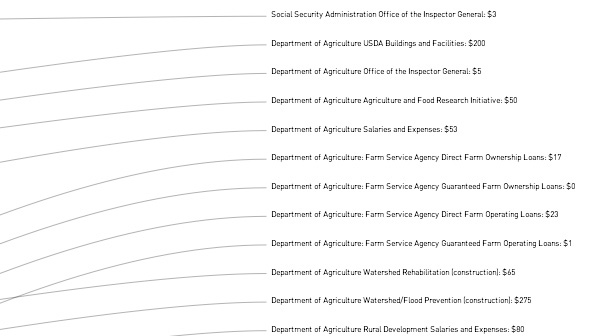 Social Security Administration Office of the Inspector General: $3
Department of Agriculture USDA Buildings and Facilities: $200
Department of Agriculture Office of the Inspector General: $5
Department of Agriculture Agriculture and Food Research Initiative: $50
Department of Agriculture Salaries and Expenses: $53
Department of Agriculture: Farm Service Agency Direct Farm Ownership Loans: $17
Department of Agriculture: Farm Service Agency Guaranteed Farm Ownership Loans: $0
Department of Agriculture: Farm Service Agency Direct Farm Operating Loans: $23
Department of Agriculture: Farm Service Agency Guaranteed Farm Operating Loans: $1
Department of Agriculture Watershed Rehabilitation (construction): $65
Department of Agriculture Watershed/Flood Prevention (construction): $275
Department of Agriculture Rural Development Salaries and Expenses: $80